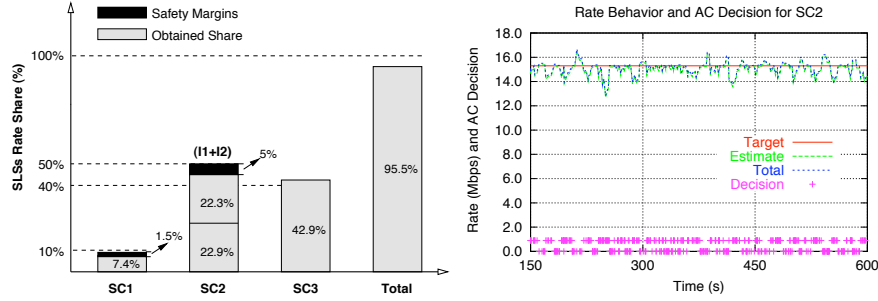 Safety Margins
Obtained Share
100%
SLSs Rate Share (%)
(I1+I2)
5%
50%
40%
22.3%
95.5%
1.5%
42.9%
10%
7.4%
22.9%
SC1
SC2
SC3
Total
Rate Behavior and AC Decision for SC2
Rate (Mbps) and AC Decision
18.0
16.0
14.0
12.0
10.0
8.0
6.0
4.0
2.0
0.0
Target
Estimate
Total
Decision
150
300
450
600
Time (s)